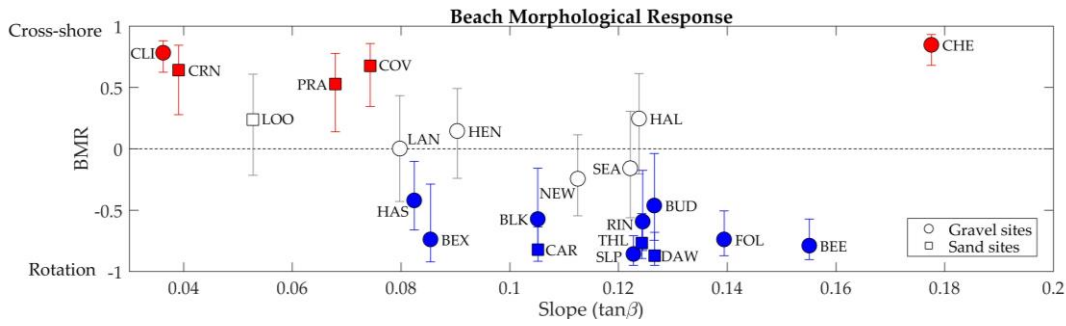 Beach Morphological Response
Cross-shore
1
CLI
CRN
PRA
COV
CHE
0.5
LOO
LAN
HEN
HAL
BMR
0
SEA
NEW
HAS
BLK
RIN
BUD
-0.5
BEX
CAR
THL
SLP
DAW
FOL
BEE
Gravel sites
Sand sites
Rotation
-1
0.04 0.06 0.08 0.1 0.12 0.14 0.16 0.18 0.2
Slope (tanβ)